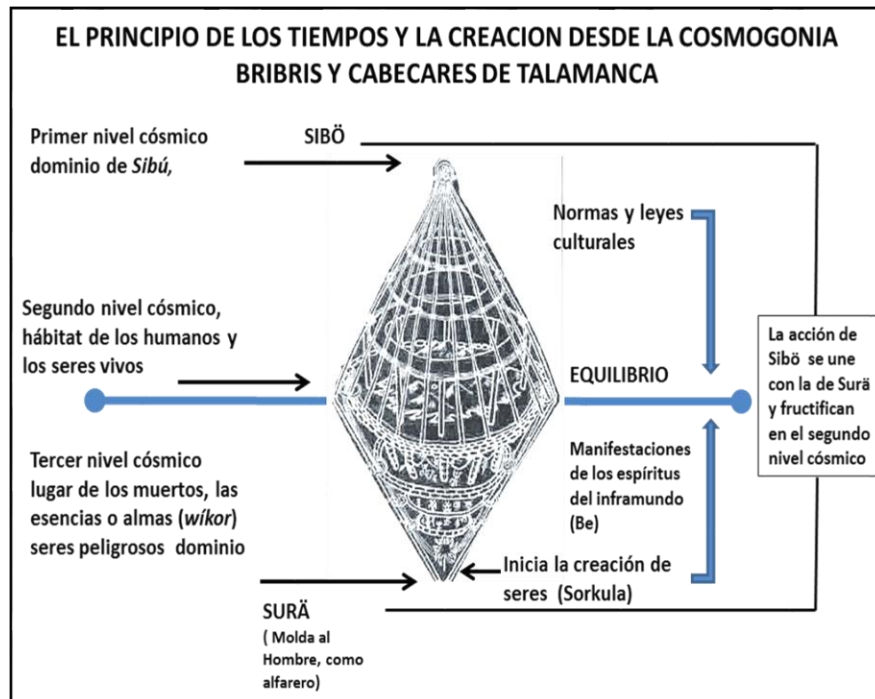 EL PRINCIPIO DE LOS TIEMPOS Y LA CREACION DESDE LA COSMOGONIA
BRIBRIS Y CABECARES DE TALAMANCA
Primer nivel cósmico
dominio de Sibú,
SIBÖ
Normas y leyes
culturales
Segundo nivel cósmico,
hábitat de los humanos y
los seres vivos
EQUILIBRIO
La acción de
Sibö se une
con la de Surä
y fructifican
en el segundo
nivel cósmico
Tercer nivel cósmico
lugar de los muertos, las
esencias o almas (wíkor)
seres peligrosos dominio
Manifestaciones
de los espíritus
del inframundo
(Be)
Inicia la creación de
seres (Sorkula)
SURÄ
( Molda al
Hombre, como
alfarero)